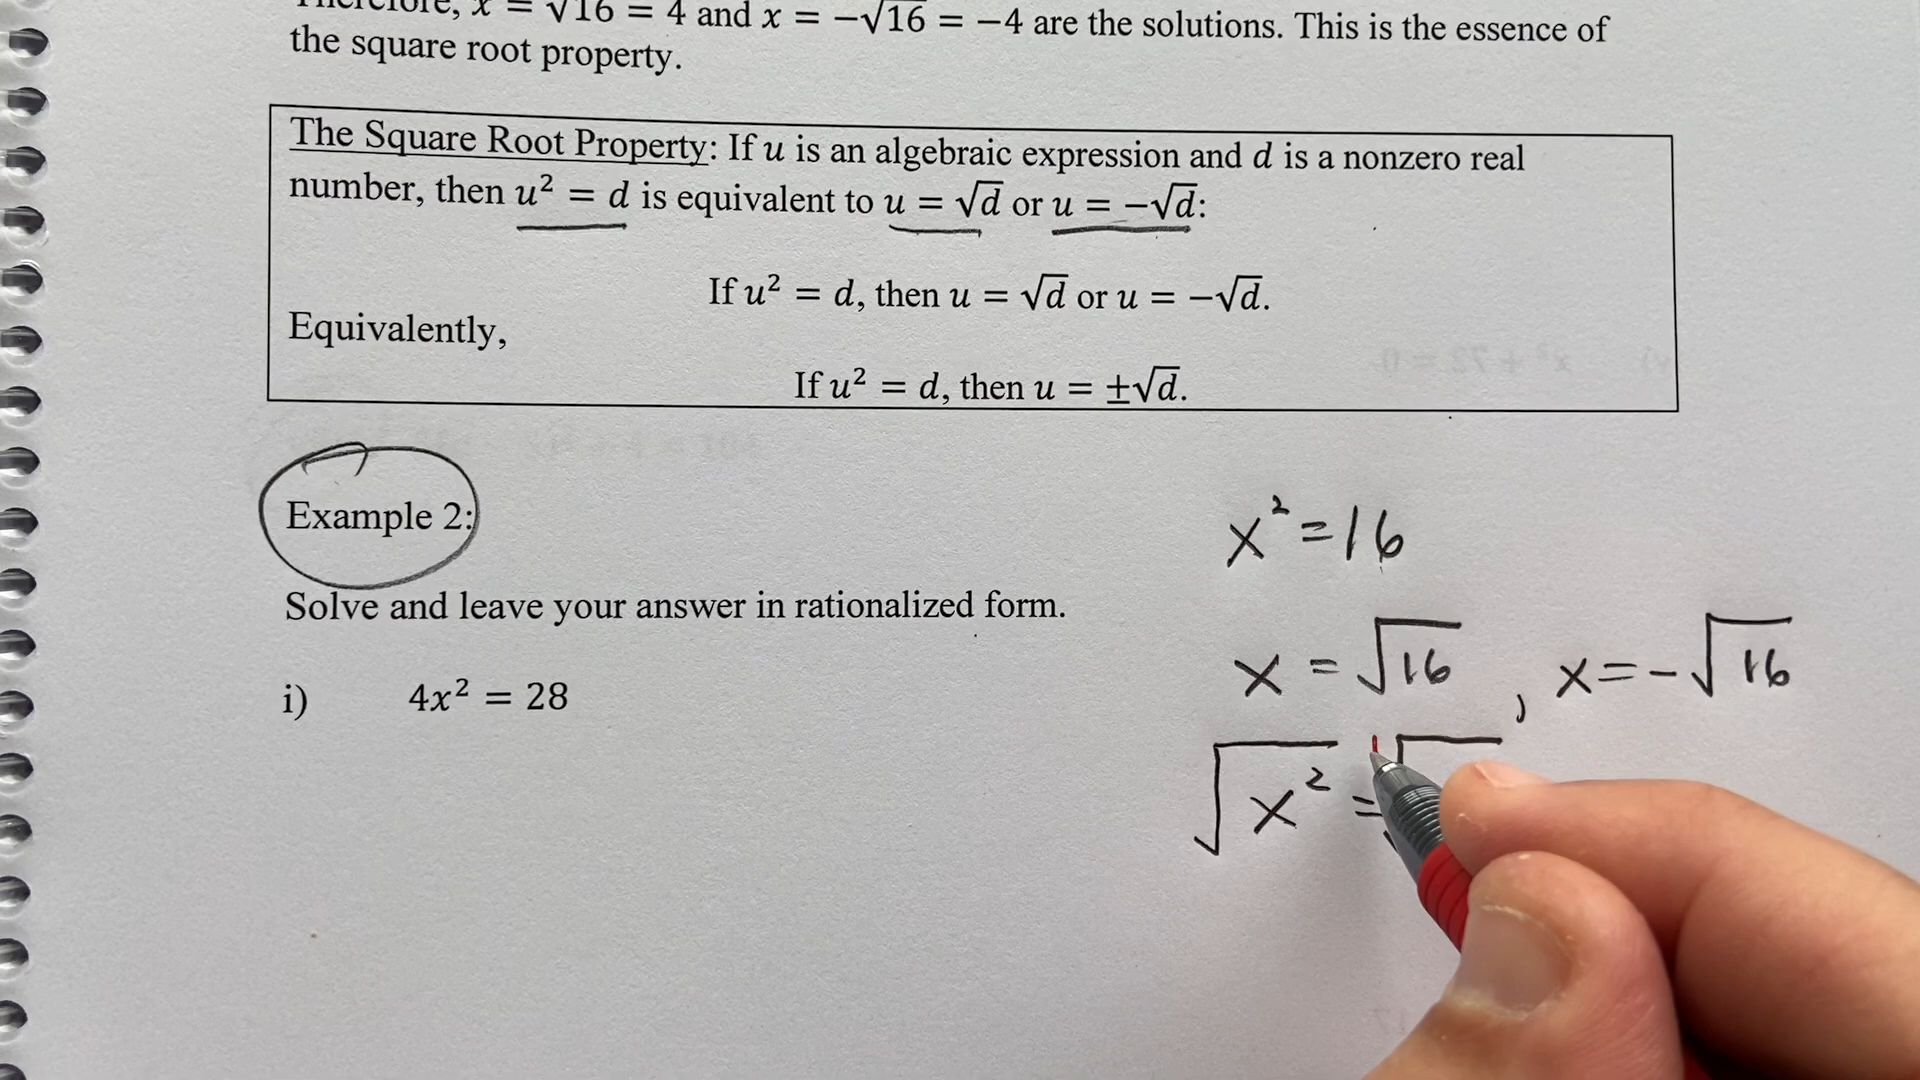 Therefore, x = √16 = 4 and x = −√16 = −4 are the solutions. This is the essence of
the square root property.
The Square Root Property: If u is an algebraic expression and d is a nonzero real
number, then u² = d is equivalent to u = √d or u = −√d:
If u² = d, then u = √d or u = −√d.
Equivalently,
If u² = d, then u = ±√d.
Example 2:
x² = 16
Solve and leave your answer in rationalized form.
x = √16 , x = −√16
i) 4x² = 28
√x² = √